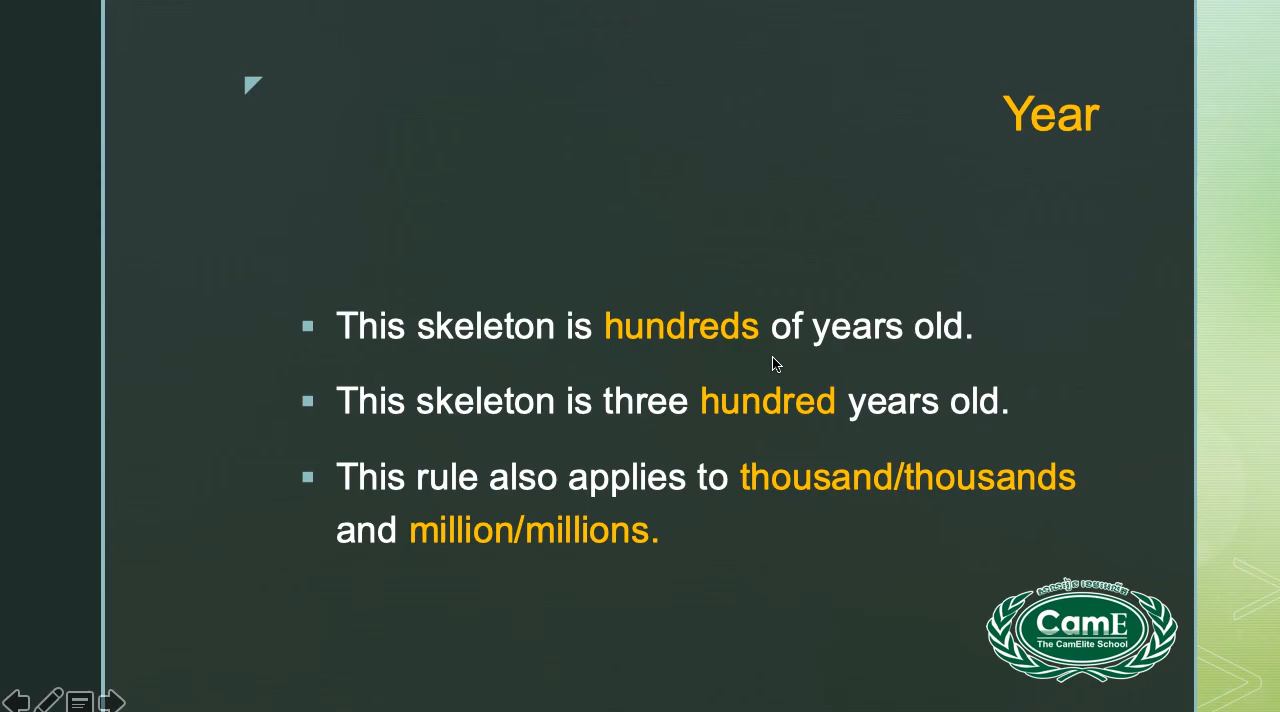 Year
This skeleton is hundreds of years old.
This skeleton is three hundred years old.
This rule also applies to thousand/thousands
and million/millions.
CamE
The CamElite School